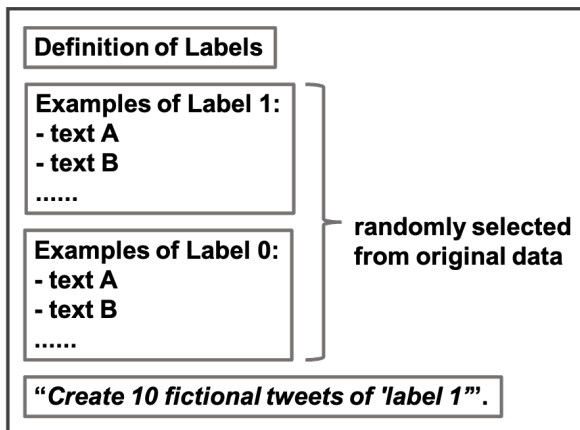 Definition of Labels
Examples of Label 1:
- text A
- text B
......
randomly selected
from original data
Examples of Label 0:
- text A
- text B
......
“Create 10 fictional tweets of 'label 1'”.